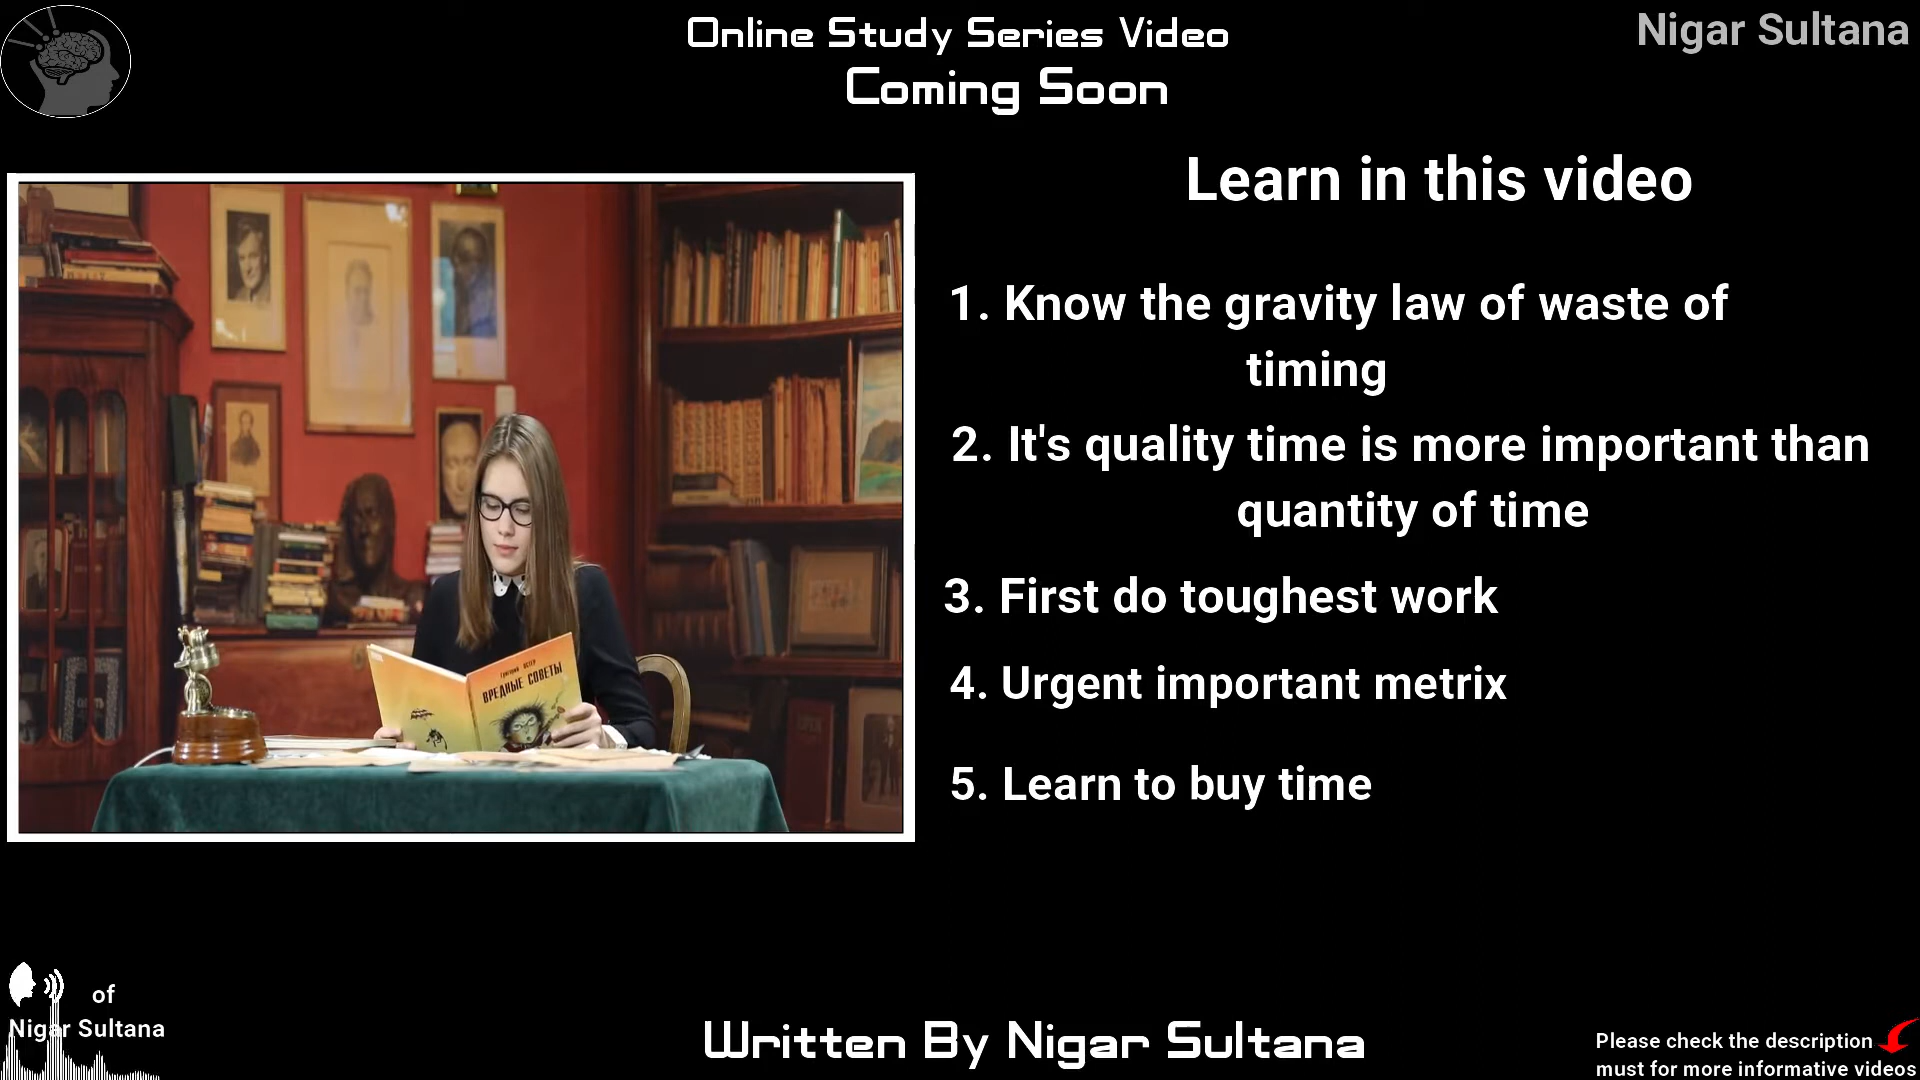 Online Study Series Video
Nigar Sultana
Coming Soon
Learn in this video
1. Know the gravity law of waste of
timing
2. It's quality time is more important than
quantity of time
3. First do toughest work
4. Urgent important metrix
5. Learn to buy time
ВРЕДНЫЕ СОВЕТЫ
of
Nigar Sultana
Written By Nigar Sultana
Please check the description
must for more informative videos